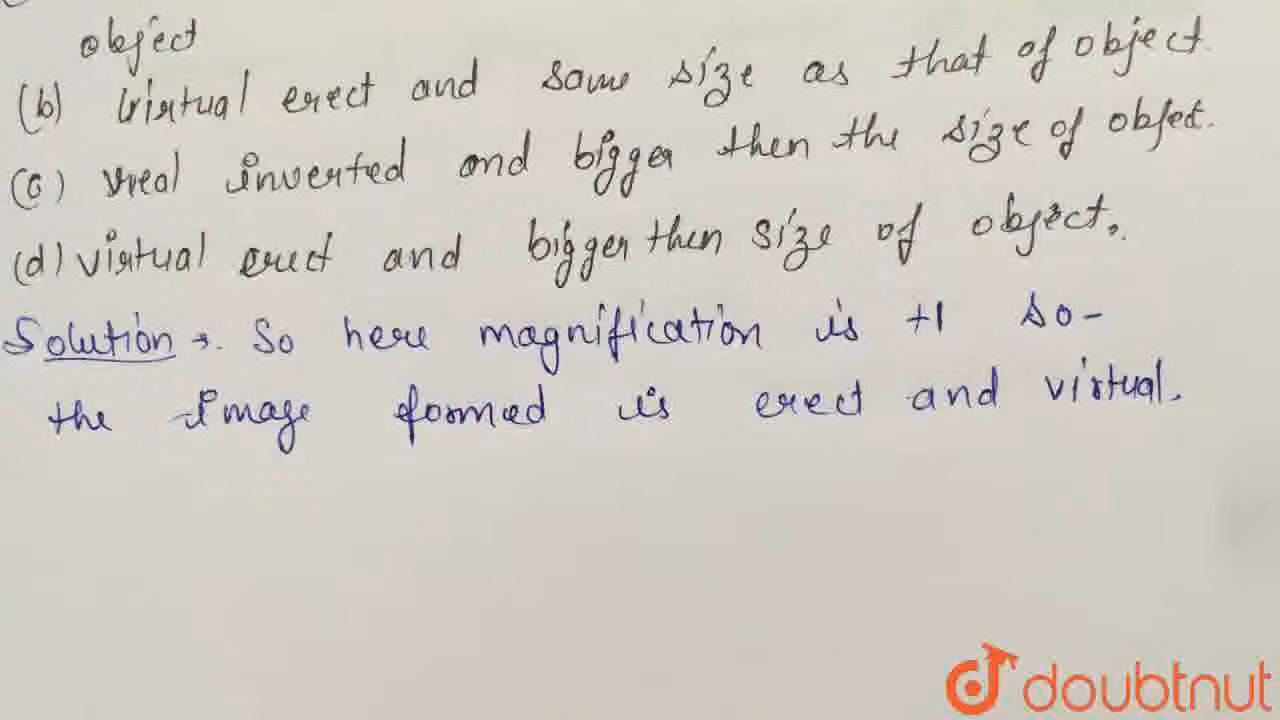 object
(b) virtual erect and same size as that of object.
(c) real inverted and bigger then the size of object.
(d) virtual erect and bigger then size of object.
Solution →. So here magnification is +1 so-
the image formed is erect and virtual.
doubtnut